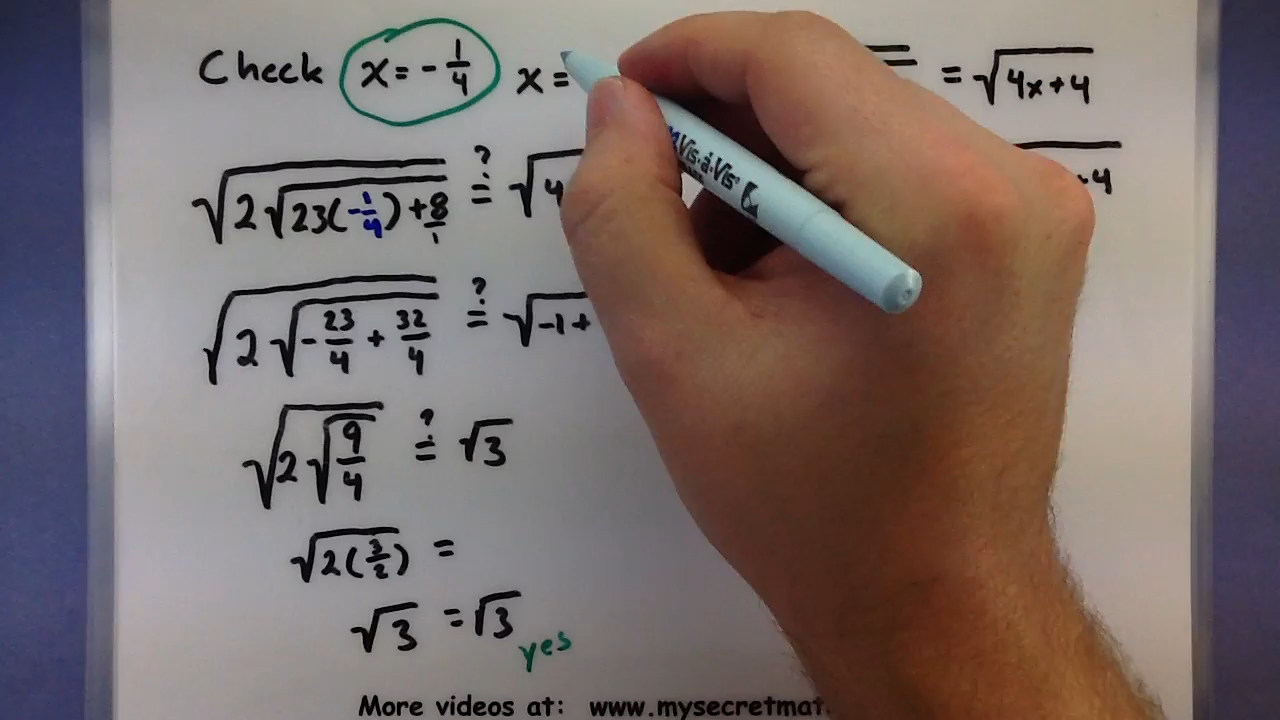 Check x = -1/4 x = = √4x+4
√2√23(-1/4)+8/1 ?= √4 4
√2√-23/4 + 32/4 ?= √-1+
√2√9/4 ?= √3
√2(3/2) =
√3 = √3
yes
Vis·à·Vis
More videos at: www.mysecretmat